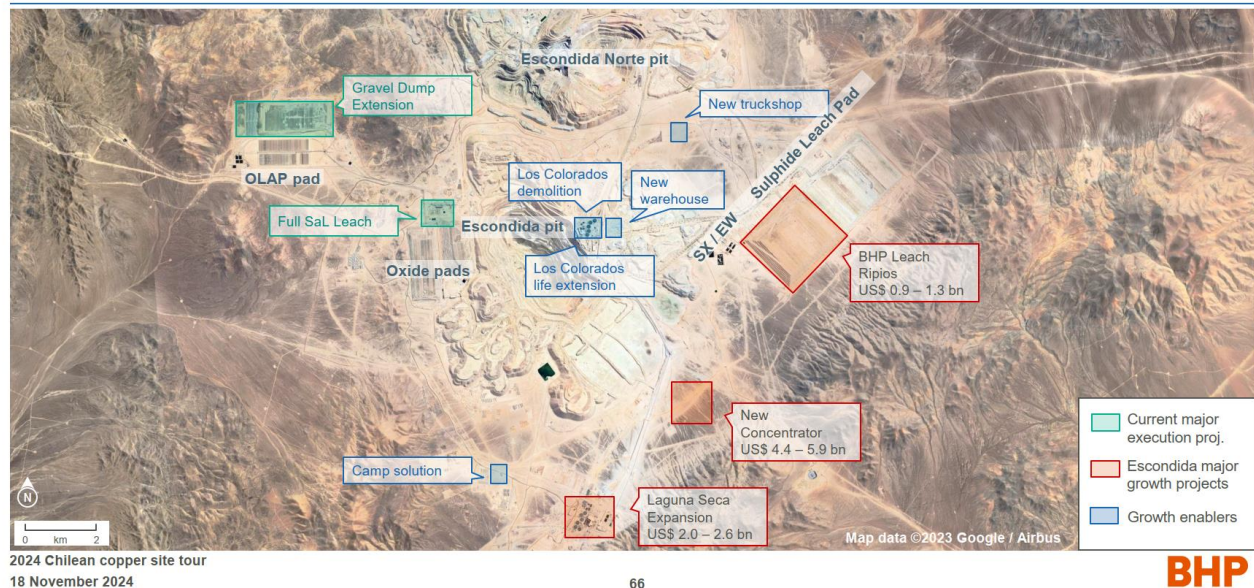 Escondida Norte pit
Gravel Dump
Extension
New truckshop
Sulphide Leach Pad
OLAP pad
Los Colorados
demolition
New
warehouse
Full SaL Leach
Escondida pit
SX / EW
Los Colorados
life extension
Oxide pads
BHP Leach
Ripios
US$ 0.9 – 1.3 bn
New
Concentrator
US$ 4.4 – 5.9 bn
Camp solution
Laguna Seca
Expansion
US$ 2.0 – 2.6 bn
Current major
execution proj.
Escondida major
growth projects
Growth enablers
N
0 km 2
Map data ©2023 Google / Airbus
2024 Chilean copper site tour
18 November 2024
66
BHP